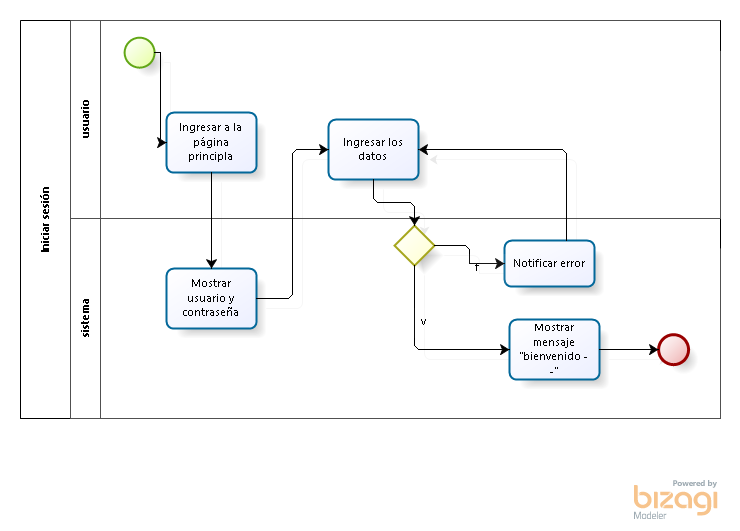 Iniciar sesión
usuario
Ingresar a la
página
principla
Ingresar los
datos
sistema
Mostrar
usuario y
contraseña
f
Notificar error
v
Mostrar
mensaje
"bienvenido -
-"
Powered by
bizagi
Modeler